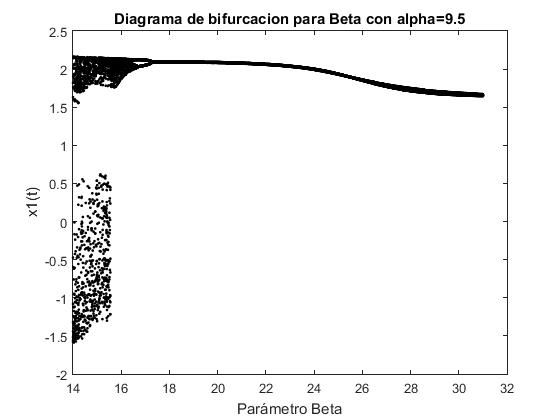 Diagrama de bifurcacion para Beta con alpha=9.5
2.5
2
1.5
1
0.5
0
-0.5
-1
-1.5
-2
x1(t)
14 16 18 20 22 24 26 28 30 32
Parámetro Beta